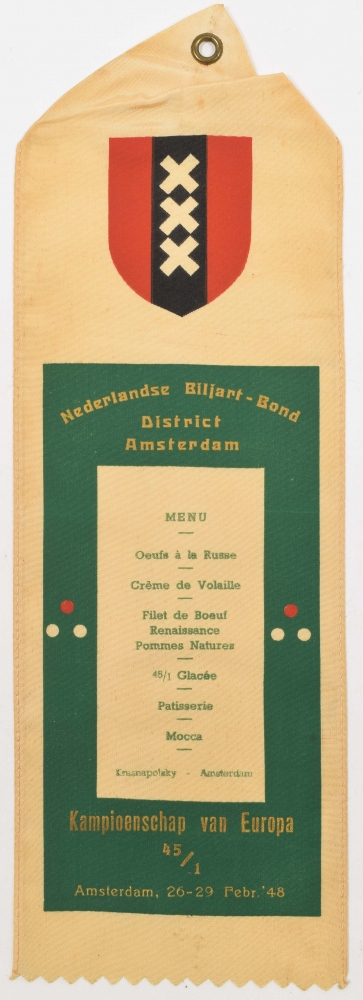 Nederlandse Biljart-Bond
District
Amsterdam
MENU
Oeufs à la Russe
Crême de Volaille
Filet de Boeuf
Renaissance
Pommes Natures
45/1 Glacée
Patisserie
Mocca
Krasnapolsky - Amsterdam
Kampioenschap van Europa
45/1
Amsterdam, 26-29 Febr. '48